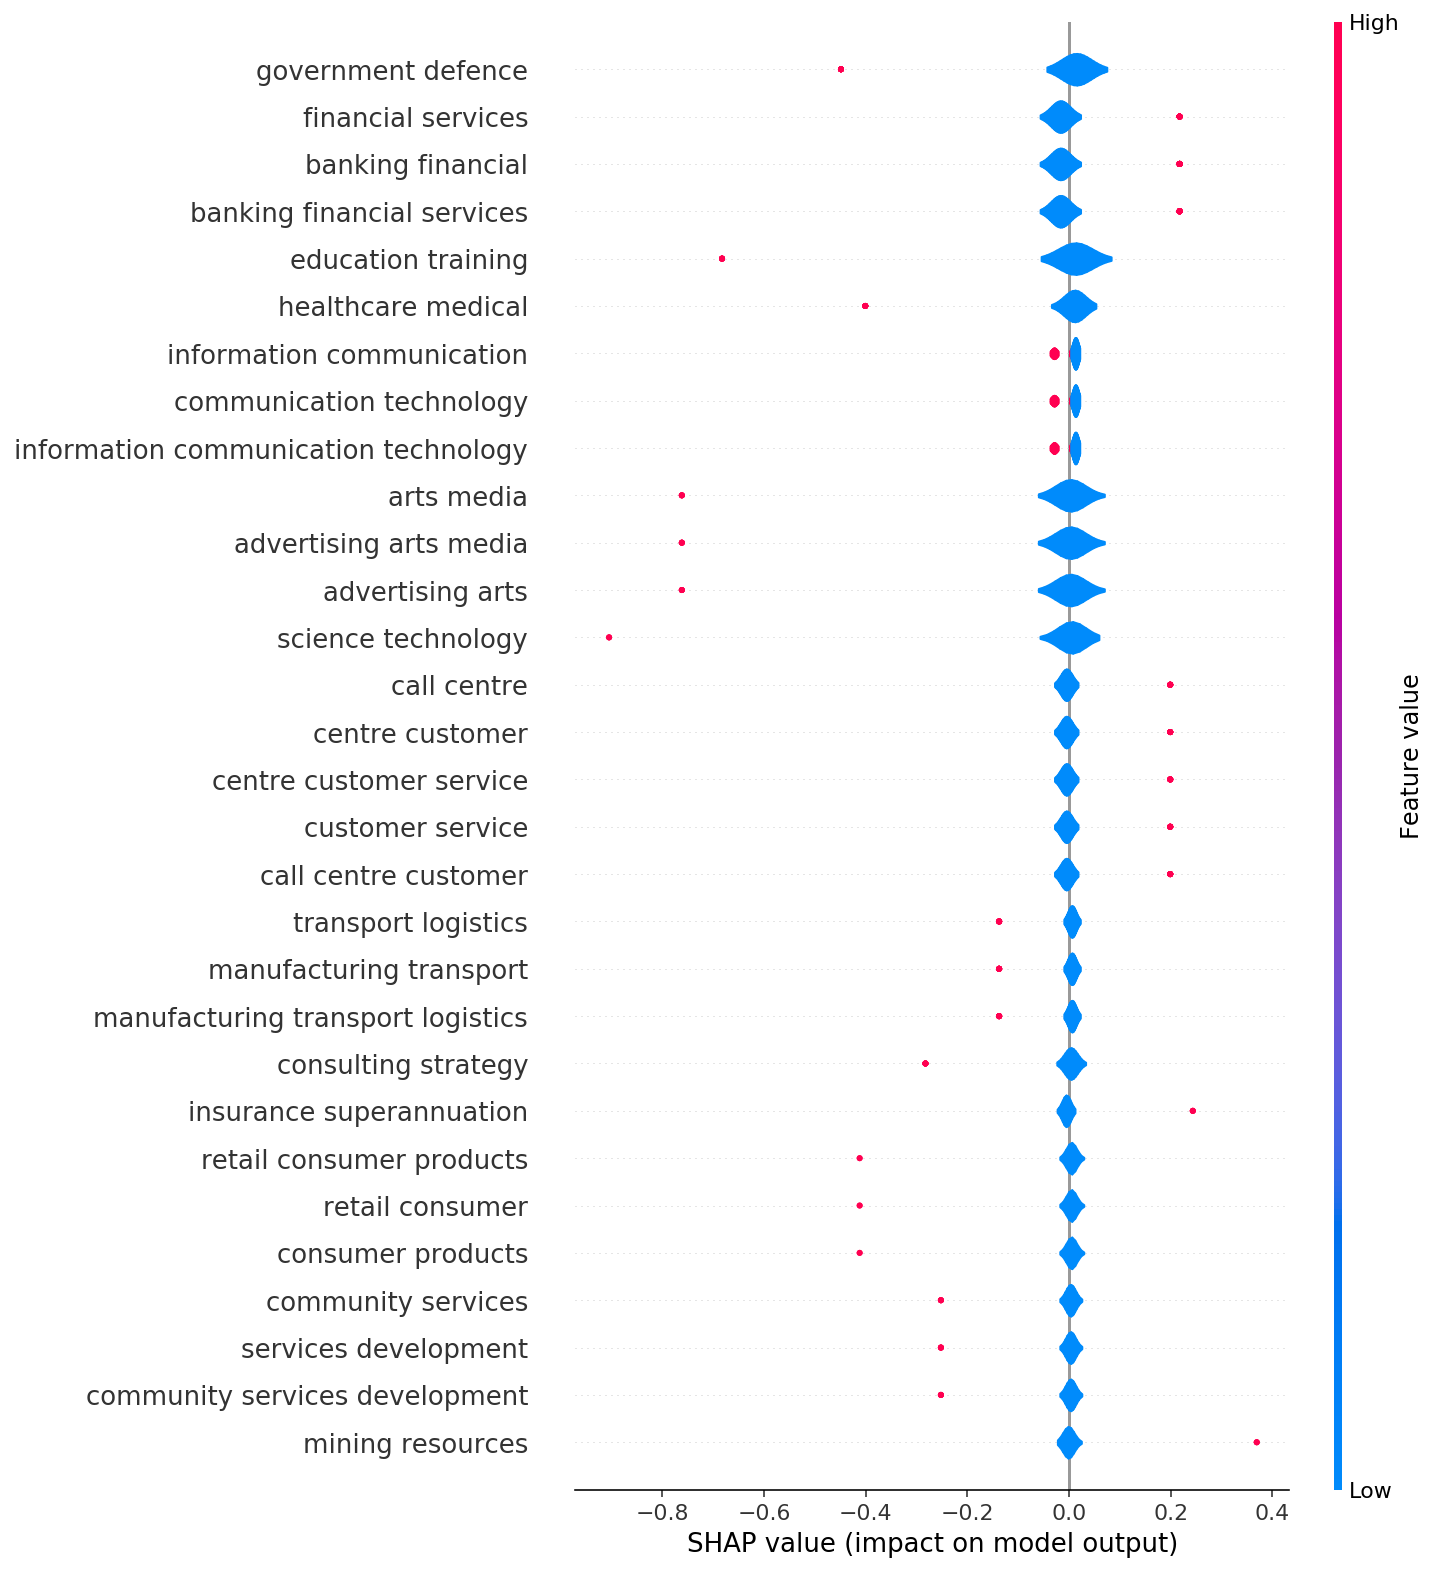 High
government defence
financial services
banking financial
banking financial services
education training
healthcare medical
information communication
communication technology
information communication technology
arts media
advertising arts media
advertising arts
science technology
call centre
centre customer
centre customer service
customer service
call centre customer
transport logistics
manufacturing transport
manufacturing transport logistics
consulting strategy
insurance superannuation
retail consumer products
retail consumer
consumer products
community services
services development
community services development
mining resources
Feature value
Low
−0.8 −0.6 −0.4 −0.2 0.0 0.2 0.4
SHAP value (impact on model output)